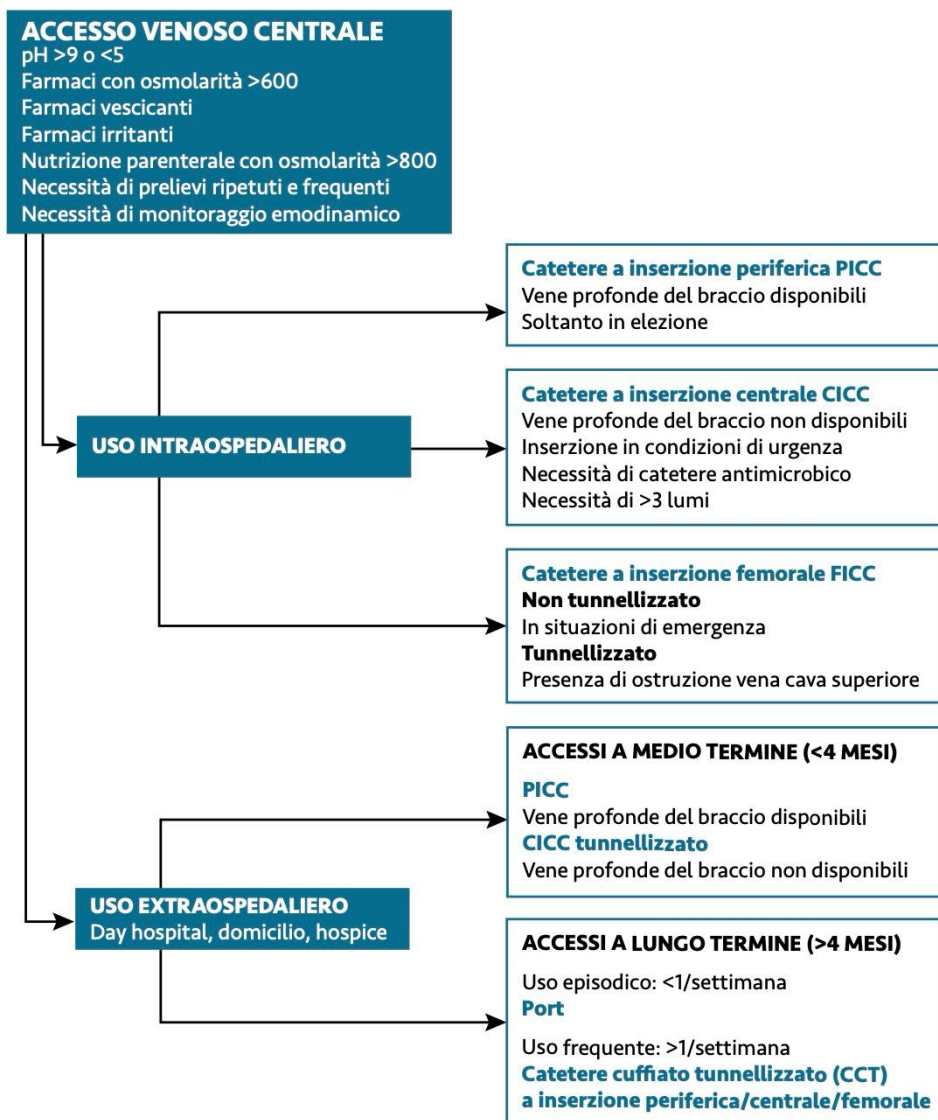 ACCESSO VENOSO CENTRALE
pH >9 o <5
Farmaci con osmolarità >600
Farmaci vescicanti
Farmaci irritanti
Nutrizione parenterale con osmolarità >800
Necessità di prelievi ripetuti e frequenti
Necessità di monitoraggio emodinamico
USO INTRAOSPEDALIERO
Catetere a inserzione periferica PICC
Vene profonde del braccio disponibili
Soltanto in elezione
Catetere a inserzione centrale CICC
Vene profonde del braccio non disponibili
Inserzione in condizioni di urgenza
Necessità di catetere antimicrobico
Necessità di >3 lumi
Catetere a inserzione femorale FICC
Non tunnellizzato
In situazioni di emergenza
Tunnellizzato
Presenza di ostruzione vena cava superiore
USO EXTRAOSPEDALIERO
Day hospital, domicilio, hospice
ACCESSI A MEDIO TERMINE (<4 MESI)
PICC
Vene profonde del braccio disponibili
CICC tunnellizzato
Vene profonde del braccio non disponibili
ACCESSI A LUNGO TERMINE (>4 MESI)
Uso episodico: <1/settimana
Port
Uso frequente: >1/settimana
Catetere cuffiato tunnellizzato (CCT)
a inserzione periferica/centrale/femorale